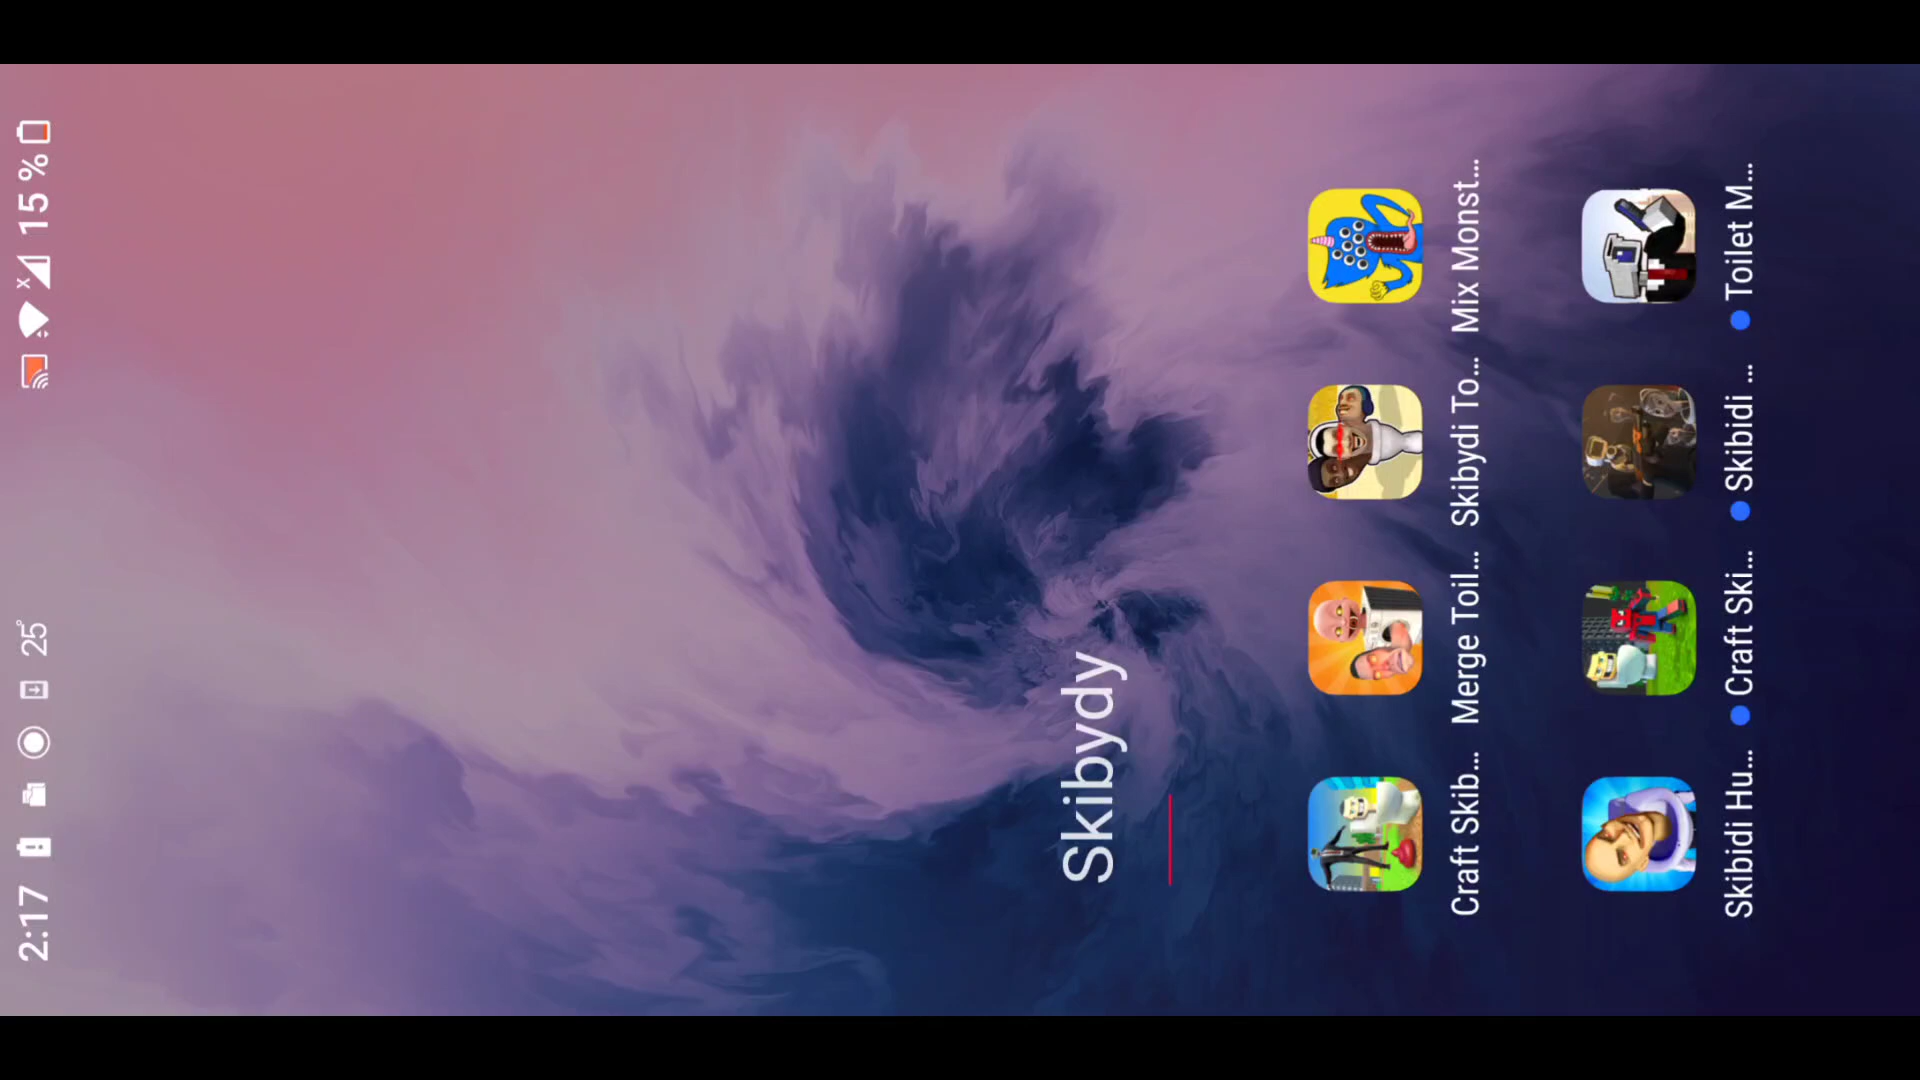 2:17 25° x 15 %
Skibydy
Craft Skib... Merge Toil... Skibydi To... Mix Monst...
Skibidi Hu... Craft Ski... Skibidi ... Toilet M...